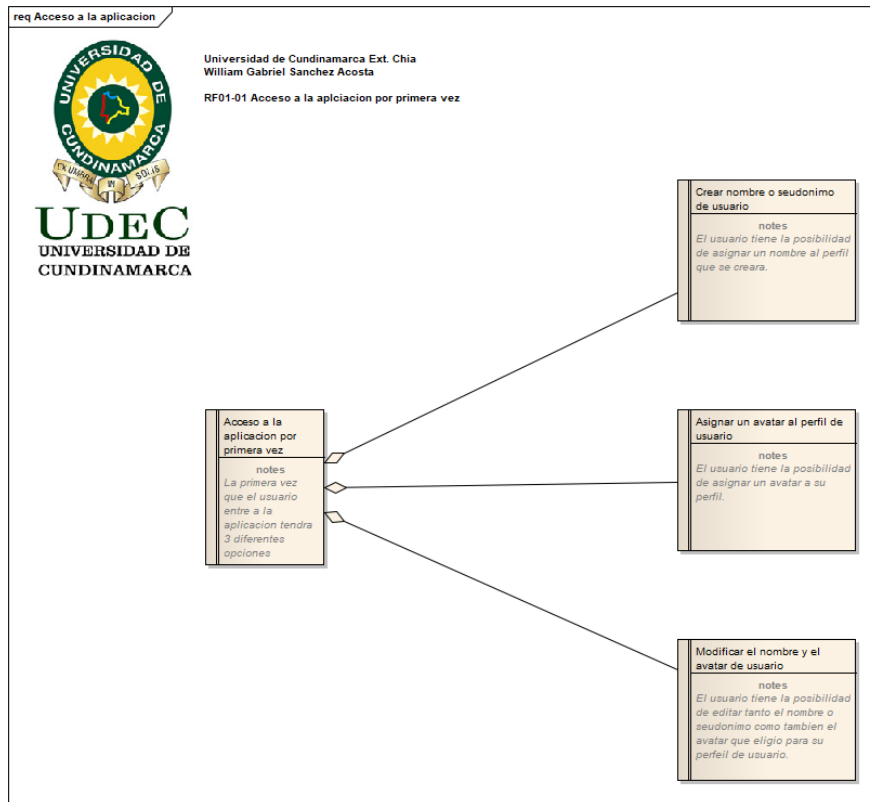 req Acceso a la aplicacion
UNIVERSIDAD DE
CUNDINAMARCA
EX UMBRA
IN
SOLIS
UDEC
UNIVERSIDAD DE
CUNDINAMARCA
Universidad de Cundinamarca Ext. Chia
William Gabriel Sanchez Acosta
RF01-01 Acceso a la aplciacion por primera vez
Crear nombre o seudonimo
de usuario
notes
El usuario tiene la posibilidad
de asignar un nombre al perfil
que se creara.
Acceso a la
aplicacion por
primera vez
notes
La primera vez
que el usuario
entre a la
aplicacion tendra
3 diferentes
opciones
Asignar un avatar al perfil de
usuario
notes
El usuario tiene la posibilidad
de asignar un avatar a su
perfil.
Modificar el nombre y el
avatar de usuario
notes
El usuario tiene la posibilidad
de editar tanto el nombre o
seudonimo como tambien el
avatar que eligio para su
perfeil de usuario.